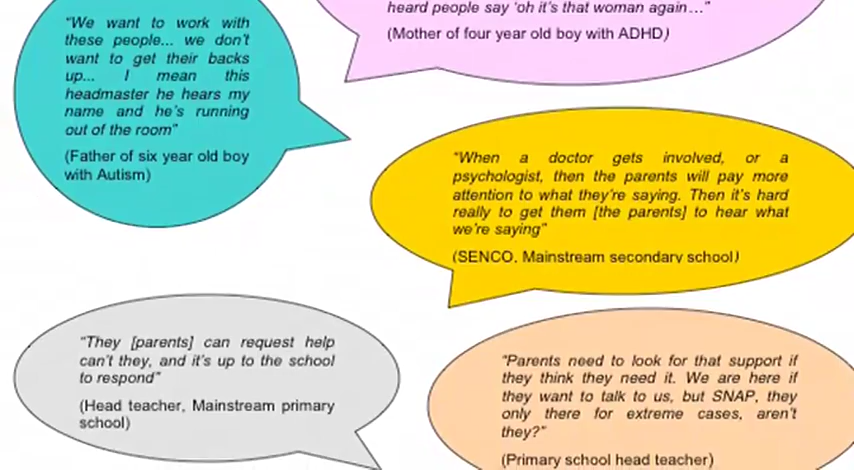 “We want to work with
these people... we don’t
want to get their backs
up... I mean this
headmaster he hears my
name and he’s running
out of the room”
(Father of six year old boy
with Autism)
heard people say ‘oh it’s that woman again…”
(Mother of four year old boy with ADHD)
“When a doctor gets involved, or a
psychologist, then the parents will pay more
attention to what they’re saying. Then it’s hard
really to get them [the parents] to hear what
we’re saying”
(SENCO, Mainstream secondary school)
“They [parents] can request help
can’t they, and it’s up to the school
to respond”
(Head teacher, Mainstream primary
school)
“Parents need to look for that support if
they think they need it. We are here if
they want to talk to us, but SNAP, they
only there for extreme cases, aren’t
they?”
(Primary school head teacher)